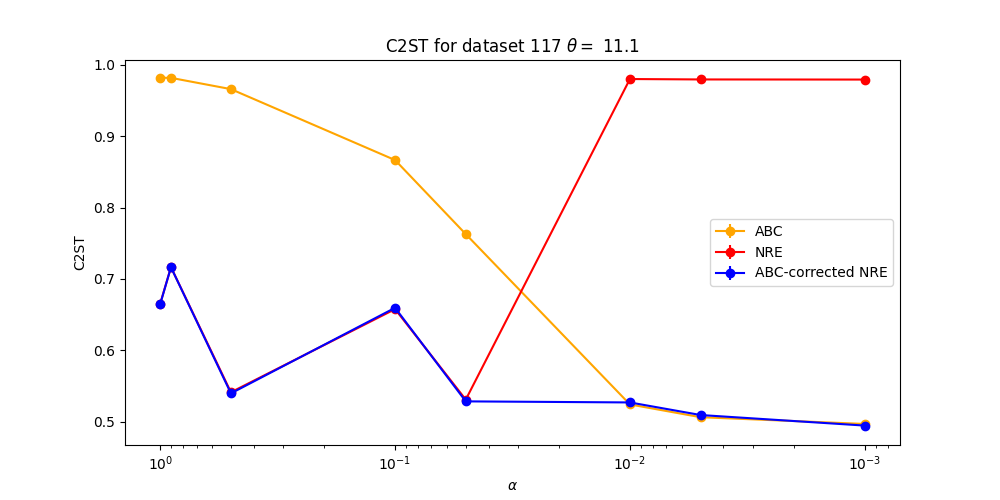 C2ST for dataset 117 θ = 11.1
C2ST
1.0
0.9
0.8
0.7
0.6
0.5
ABC
NRE
ABC-corrected NRE
10⁰
10⁻¹
10⁻²
10⁻³
α